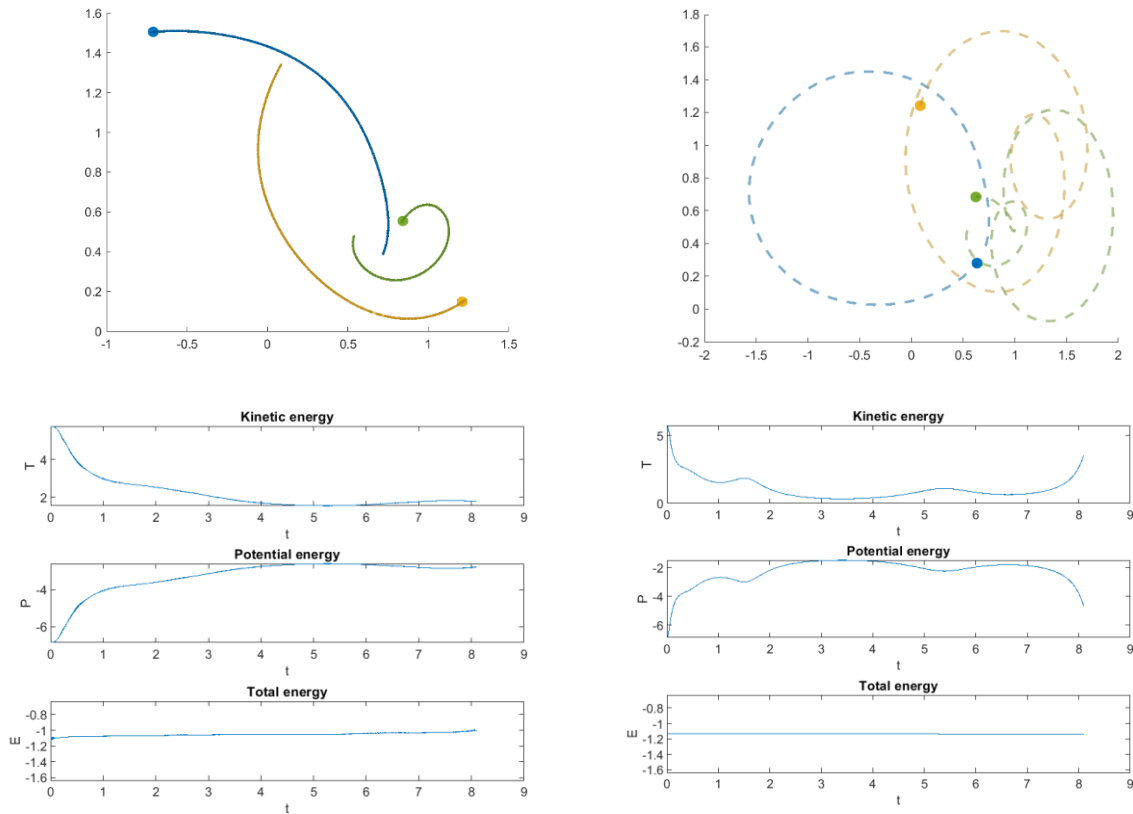 1.6
1.4
1.2
1
0.8
0.6
0.4
0.2
0
-1 -0.5 0 0.5 1 1.5
1.8
1.6
1.4
1.2
1
0.8
0.6
0.4
0.2
0
-0.2
-2 -1.5 -1 -0.5 0 0.5 1 1.5 2
Kinetic energy
T
4
2
0 1 2 3 4 5 6 7 8 9
t
Potential energy
P
-4
-6
0 1 2 3 4 5 6 7 8 9
t
Total energy
E
-0.8
-1
-1.2
-1.4
-1.6
0 1 2 3 4 5 6 7 8 9
t
Kinetic energy
T
5
0
0 1 2 3 4 5 6 7 8 9
t
Potential energy
P
-2
-4
-6
0 1 2 3 4 5 6 7 8 9
t
Total energy
E
-0.8
-1
-1.2
-1.4
-1.6
0 1 2 3 4 5 6 7 8 9
t